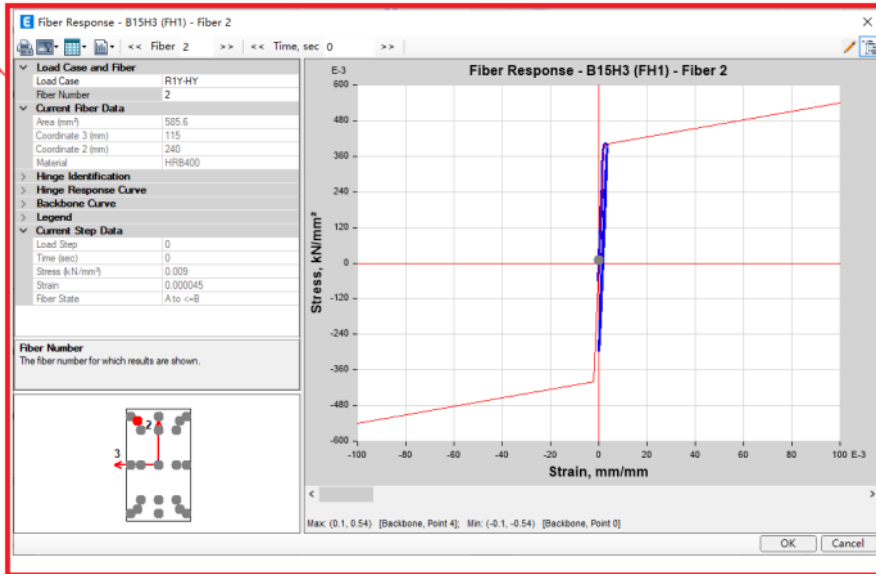 E Fiber Response - B15H3 (FH1) - Fiber 2
<< Fiber 2 >> << Time, sec 0 >>
Load Case and Fiber
Load Case R1Y-HY
Fiber Number 2
Current Fiber Data
Area (mm²) 585.6
Coordinate 3 (mm) 115
Coordinate 2 (mm) 240
Material HRB400
Hinge Identification
Hinge Response Curve
Backbone Curve
Legend
Current Step Data
Load Step 0
Time (sec) 0
Stress (kN/mm²) 0.009
Strain 0.000045
Fiber State A to <=B
Fiber Number
The fiber number for which results are shown.
2
3
Fiber Response - B15H3 (FH1) - Fiber 2
E-3
600
480
360
240
120
0
-120
-240
-360
-480
-600
Stress, kN/mm²
-100 -80 -60 -40 -20 0 20 40 60 80 100 E-3
Strain, mm/mm
Max: (0.1, 0.54) [Backbone, Point 4]; Min: (-0.1, -0.54) [Backbone, Point 0]
OK Cancel